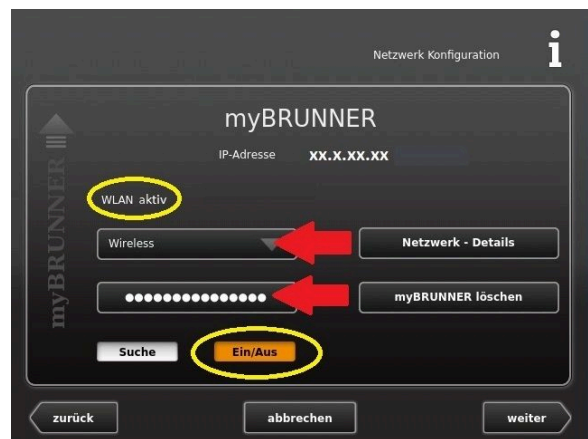 Netzwerk Konfiguration
i
myBRUNNER
IP-Adresse xx.x.xx.xx
WLAN aktiv
Wireless
Netzwerk - Details
●●●●●●●●●●●●●●●
myBRUNNER löschen
Suche
Ein/Aus
myBRUNNER
zurück
abbrechen
weiter